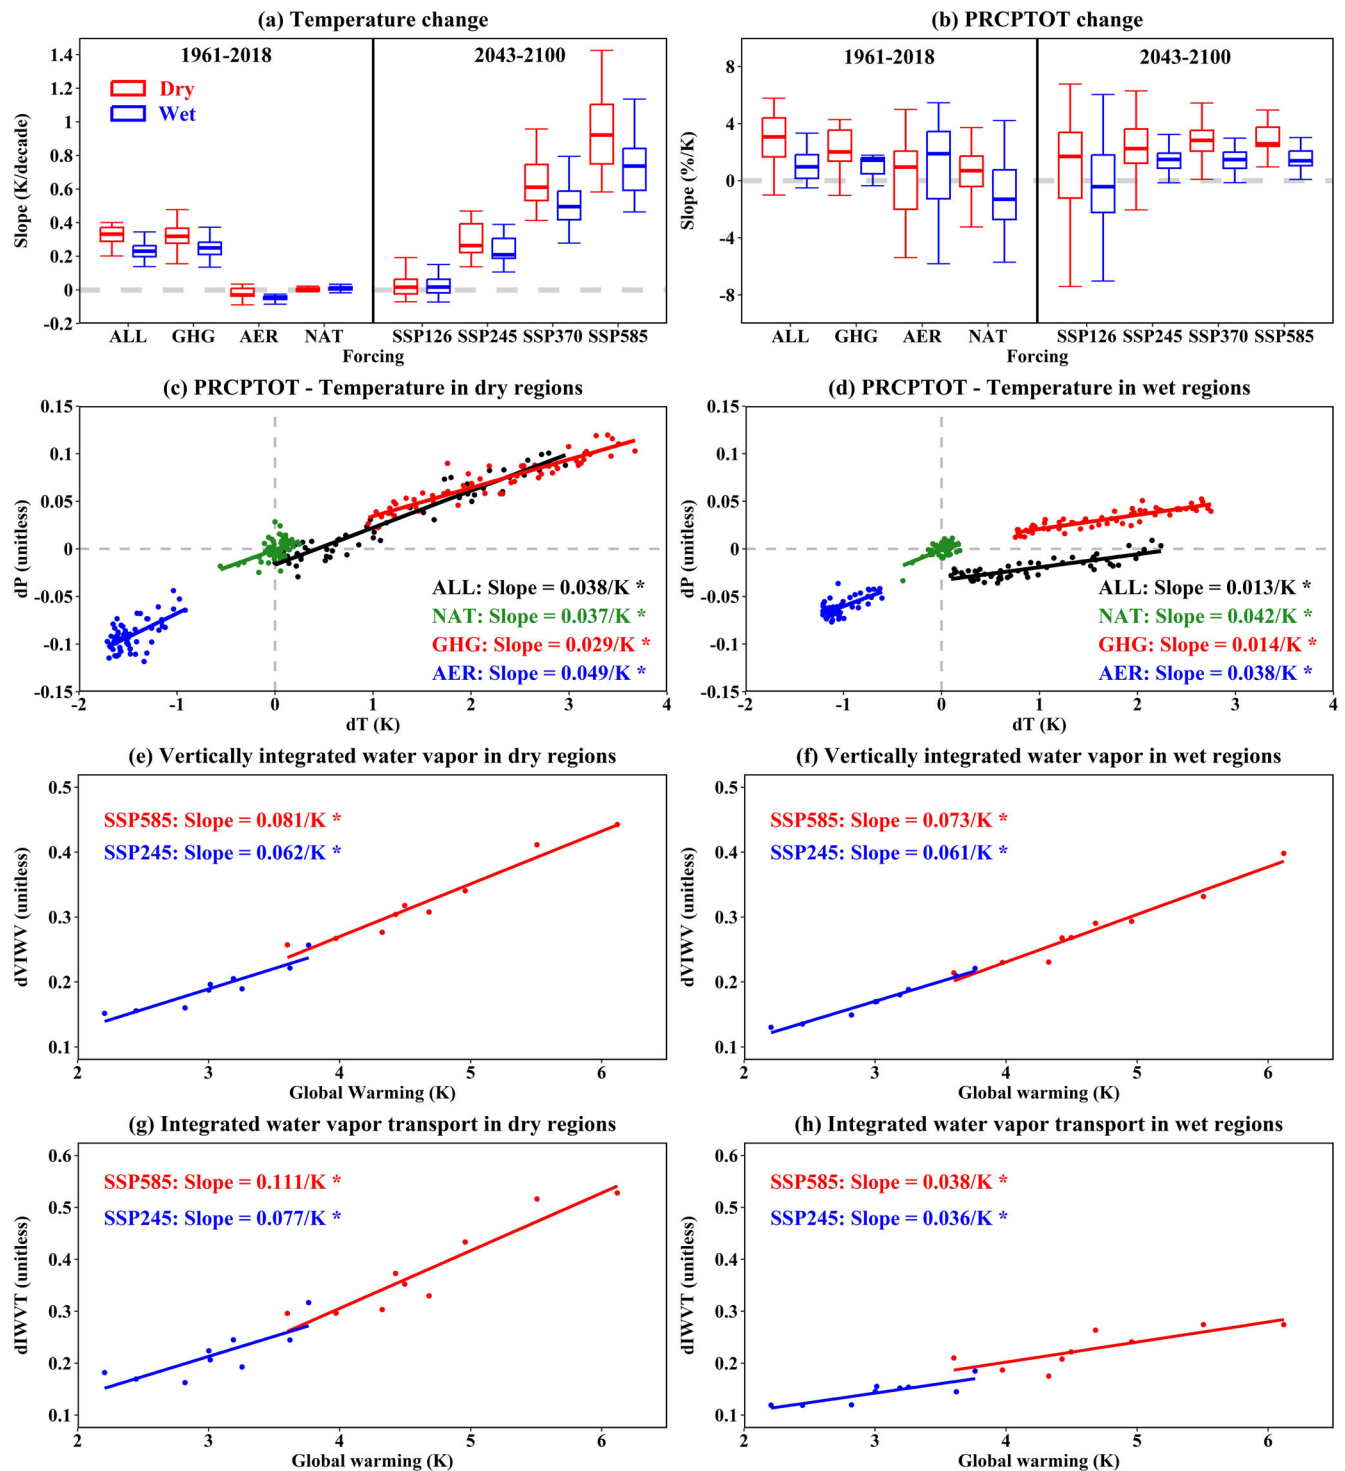 (a) Temperature change
1961-2018
2043-2100
Dry
Wet
Slope (K/decade)
1.4
1.2
1
0.8
0.6
0.4
0.2
0
-0.2
ALL GHG AER NAT SSP126 SSP245 SSP370 SSP585
Forcing
(b) PRCPTOT change
1961-2018
2043-2100
Slope (%/K)
8
4
0
-4
-8
ALL GHG AER NAT SSP126 SSP245 SSP370 SSP585
Forcing
(c) PRCPTOT - Temperature in dry regions
dP (unitless)
0.15
0.1
0.05
0
-0.05
-0.1
-0.15
ALL: Slope = 0.038/K *
NAT: Slope = 0.037/K *
GHG: Slope = 0.029/K *
AER: Slope = 0.049/K *
-2 -1 0 1 2 3 4
dT (K)
(d) PRCPTOT - Temperature in wet regions
dP (unitless)
0.15
0.1
0.05
0
-0.05
-0.1
-0.15
ALL: Slope = 0.013/K *
NAT: Slope = 0.042/K *
GHG: Slope = 0.014/K *
AER: Slope = 0.038/K *
-2 -1 0 1 2 3 4
dT (K)
(e) Vertically integrated water vapor in dry regions
dVIWV (unitless)
0.5
0.4
0.3
0.2
0.1
SSP585: Slope = 0.081/K *
SSP245: Slope = 0.062/K *
2 3 4 5 6
Global Warming (K)
(f) Vertically integrated water vapor in wet regions
dVIWV (unitless)
0.5
0.4
0.3
0.2
0.1
SSP585: Slope = 0.073/K *
SSP245: Slope = 0.061/K *
2 3 4 5 6
Global warming (K)
(g) Integrated water vapor transport in dry regions
dIWVT (unitless)
0.6
0.5
0.4
0.3
0.2
0.1
SSP585: Slope = 0.111/K *
SSP245: Slope = 0.077/K *
2 3 4 5 6
Global warming (K)
(h) Integrated water vapor transport in wet regions
dIWVT (unitless)
0.6
0.5
0.4
0.3
0.2
0.1
SSP585: Slope = 0.038/K *
SSP245: Slope = 0.036/K *
2 3 4 5 6
Global warming (K)